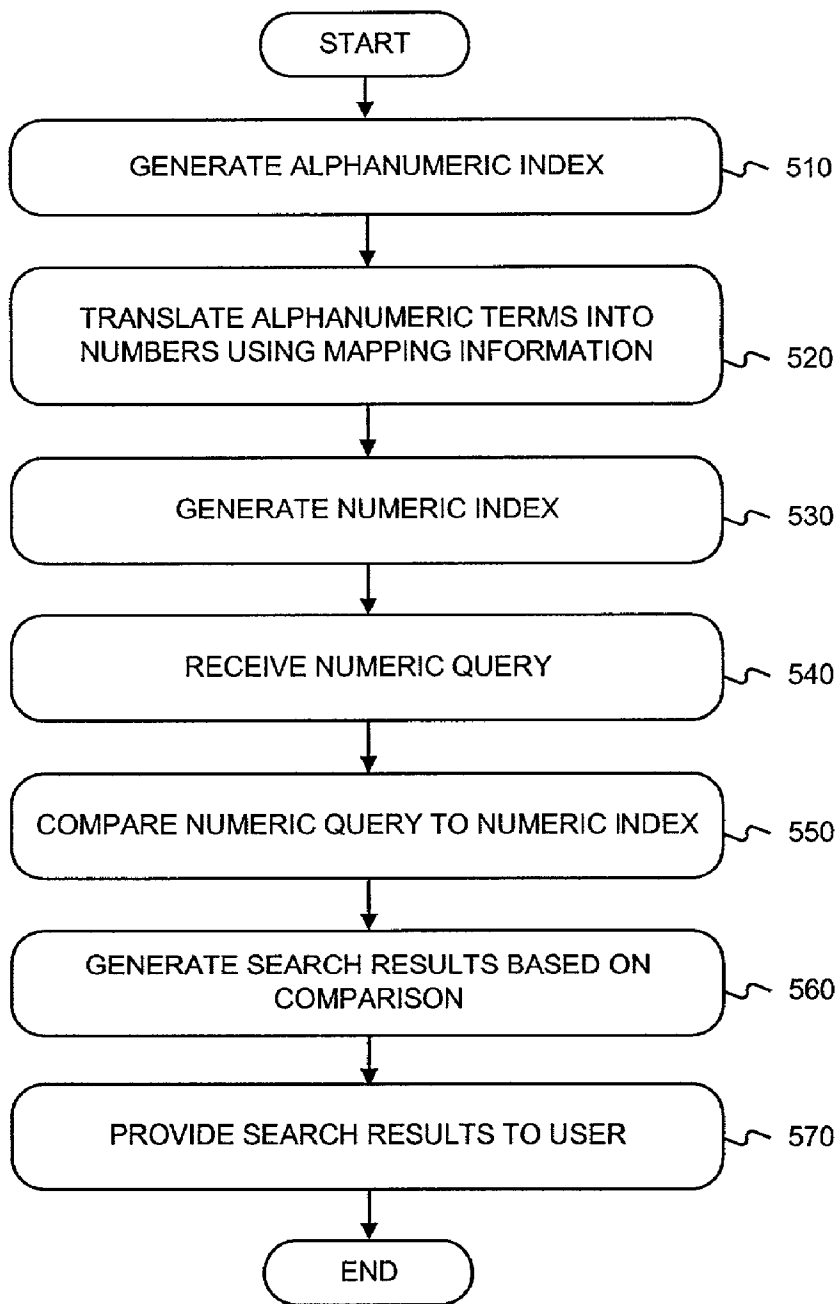 START
GENERATE ALPHANUMERIC INDEX
510
TRANSLATE ALPHANUMERIC TERMS INTO
NUMBERS USING MAPPING INFORMATION
520
GENERATE NUMERIC INDEX
530
RECEIVE NUMERIC QUERY
540
COMPARE NUMERIC QUERY TO NUMERIC INDEX
550
GENERATE SEARCH RESULTS BASED ON
COMPARISON
560
PROVIDE SEARCH RESULTS TO USER
570
END